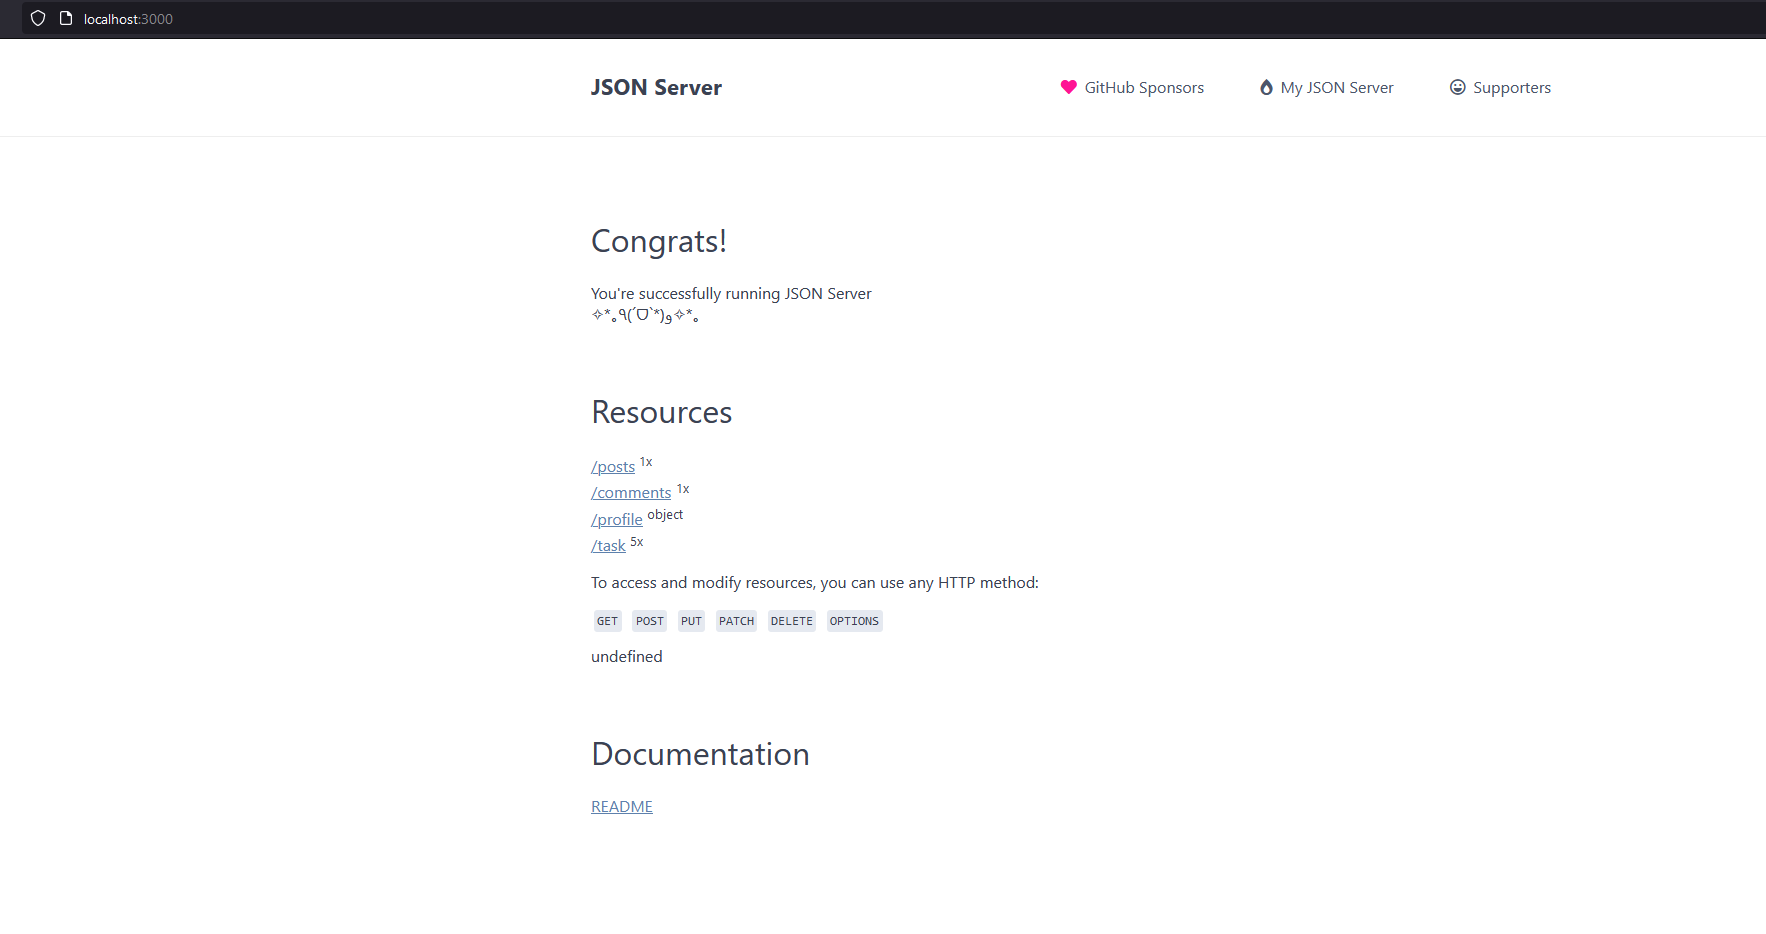 localhost:3000
JSON Server
GitHub Sponsors
My JSON Server
Supporters
Congrats!
You're successfully running JSON Server
✧*｡٩(ˊᗜˋ*)و✧*｡
Resources
/posts 1x
/comments 1x
/profile object
/task 5x
To access and modify resources, you can use any HTTP method:
GET POST PUT PATCH DELETE OPTIONS
undefined
Documentation
README